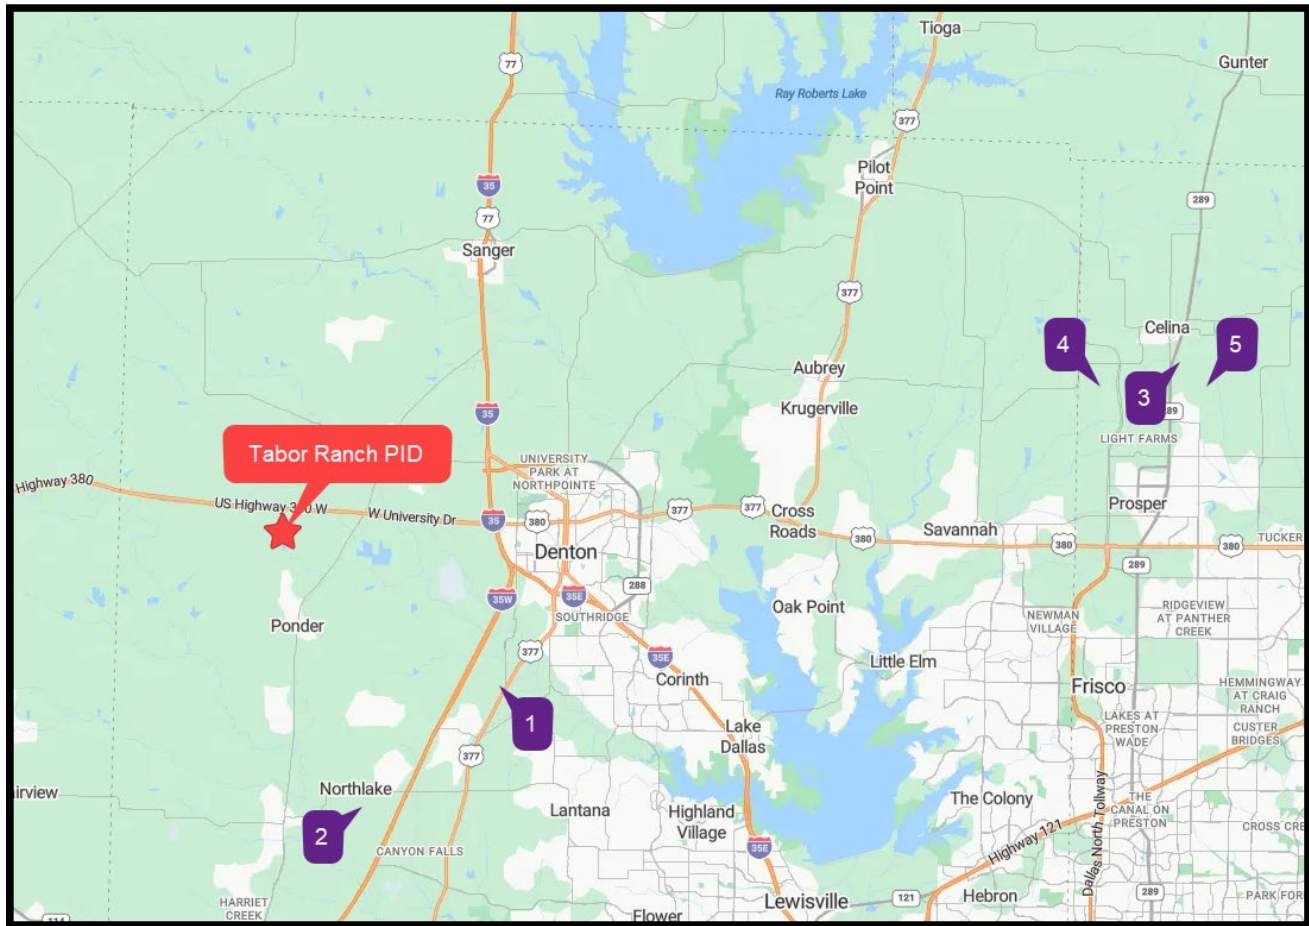 Tioga
77
Gunter
Ray Roberts Lake
377
Pilot
Point
35
289
77
Sanger
377
Celina
4
5
Aubrey
3
Krugerville
35
89
LIGHT FARMS
Tabor Ranch PID
UNIVERSITY
PARK AT
NORTHPOINTE
Highway 380
US Highway 3 0 W
W University Dr
35
380
377
377
Cross
Roads
380
Savannah
Prosper
380
380
TUCKER
Denton
289
35W
35E
288
SOUTHRIDGE
Oak Point
NEWMAN
VILLAGE
RIDGEVIEW
AT PANTHER
CREEK
Ponder
377
35E
Little Elm
Corinth
Frisco
HEMMINGWAY
AT CRAIG
RANCH
1
Lake
Dallas
LAKES AT
PRESTON
WADE
CUSTER
BRIDGES
377
irview
Northlake
Lantana
Highland
Village
The Colony
THE
CANAL ON
PRESTON
2
CANYON FALLS
35E
Highway 121
Dallas North Tollway
CROSS CRE
HARRIET
CREEK
114
Flower
Lewisville
121
Hebron
289
PARK FOR